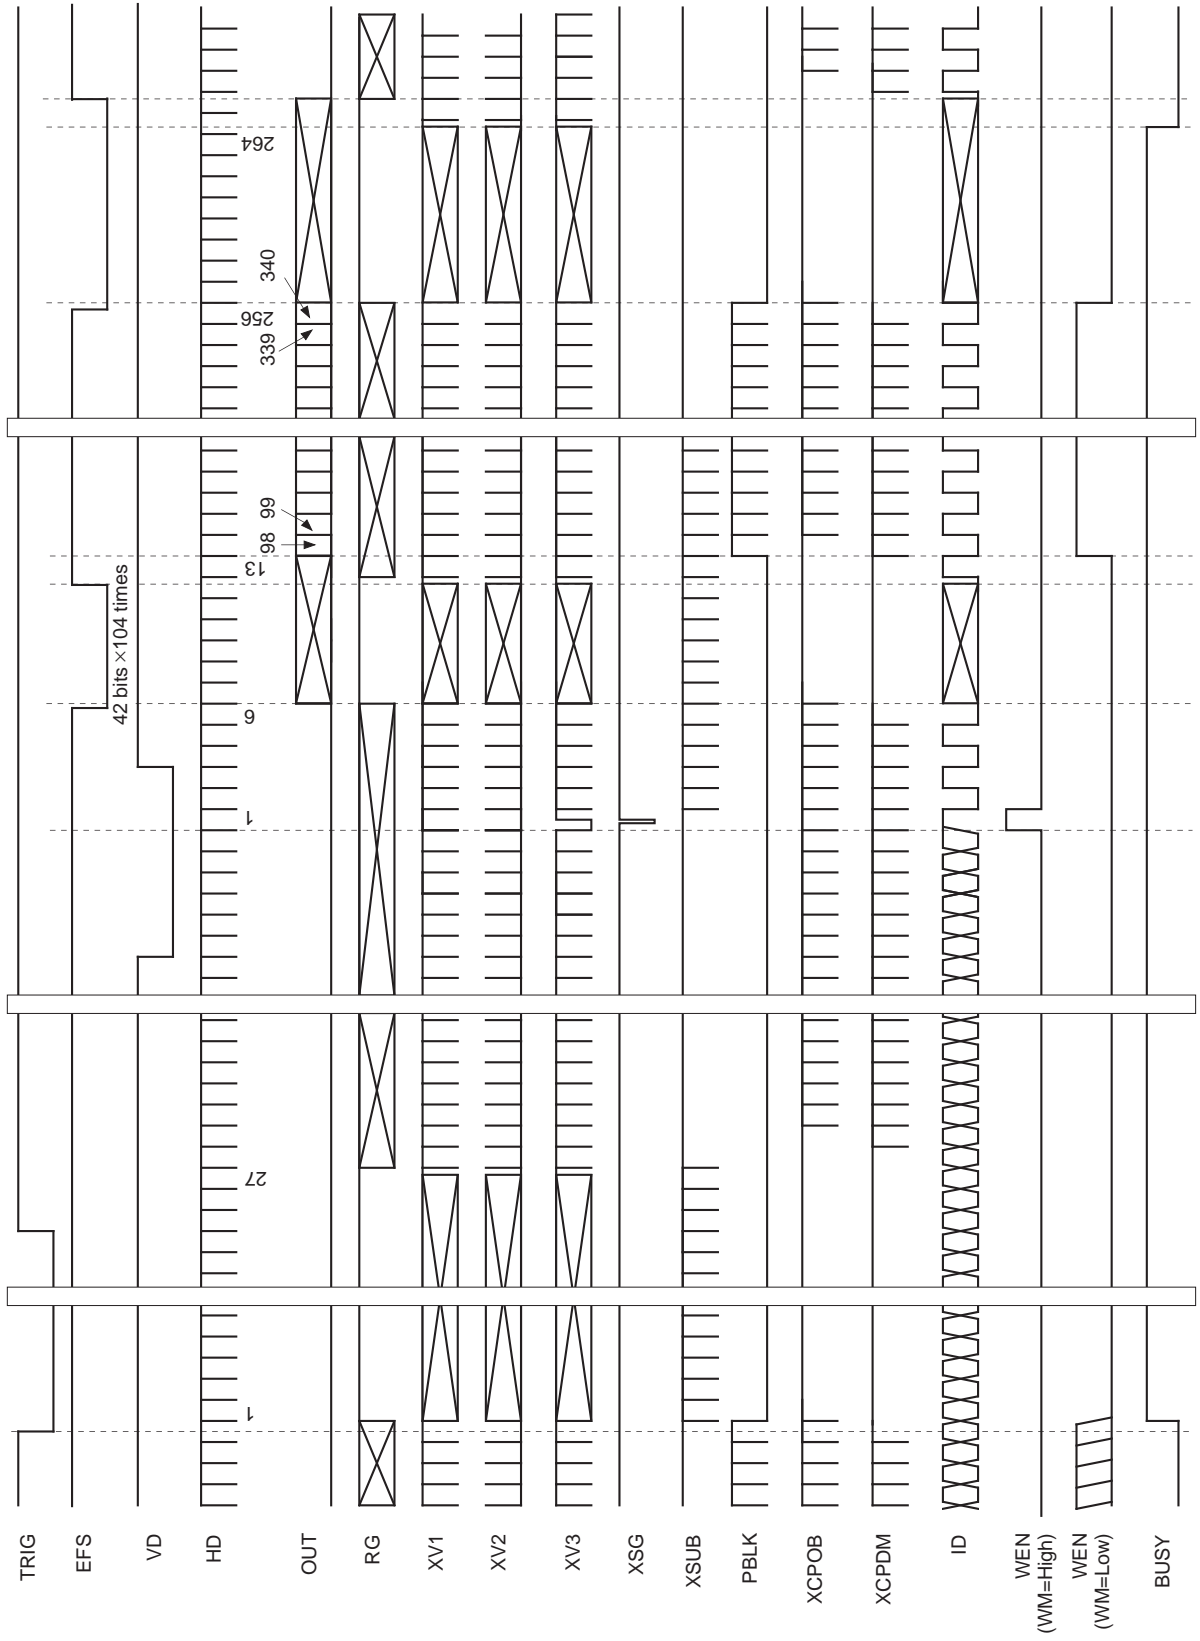 TRIG
EFS
VD
HD
OUT
RG
XV1
XV2
XV3
XSG
XSUB
PBLK
XCPOB
XCPDM
ID
WEN
(WM=High)
WEN
(WM=Low)
BUSY
42 bits ×104 times
1
27
1
6
13
256
264
98
99
339
340